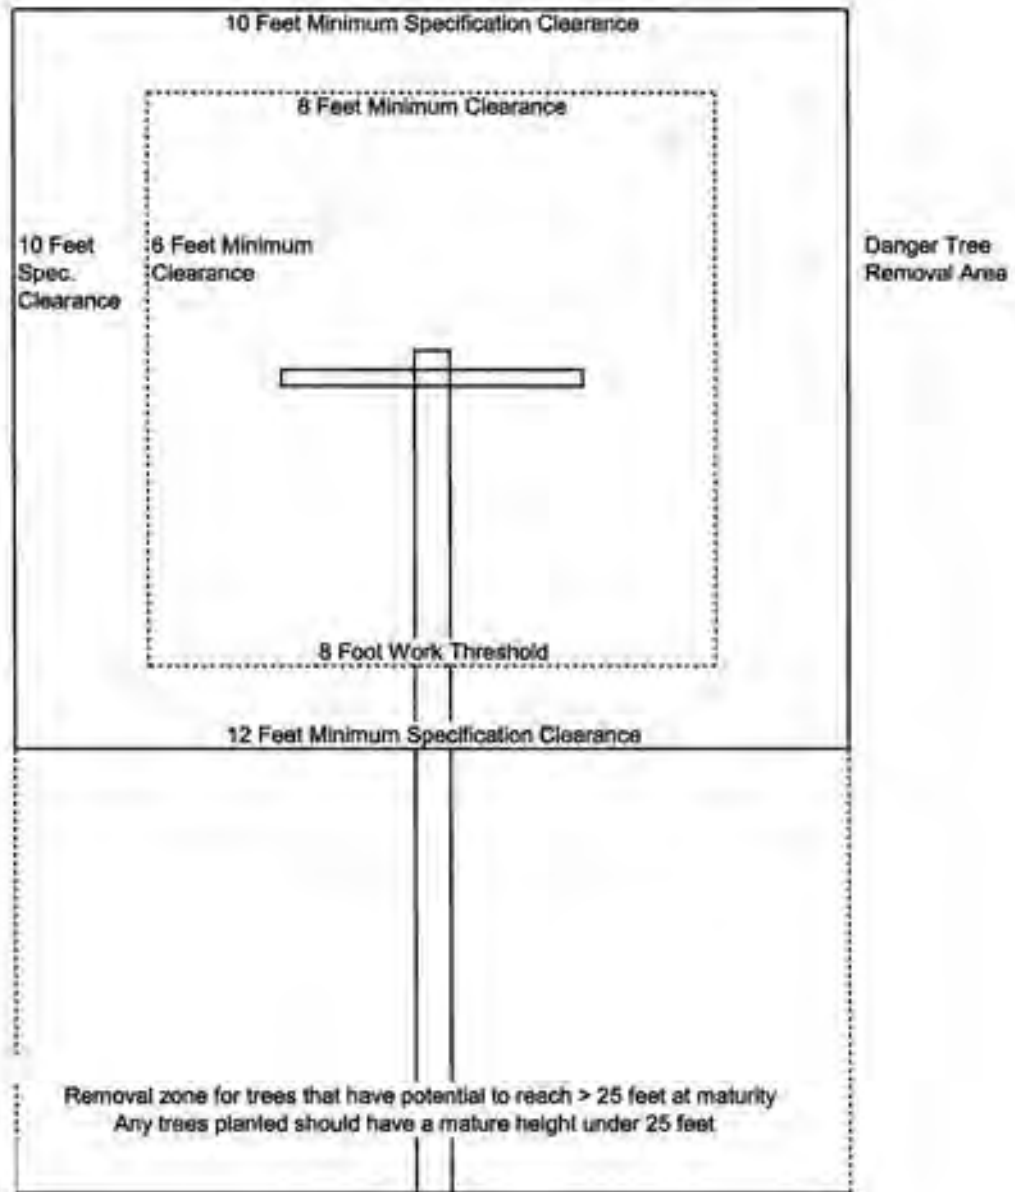 10 Feet Minimum Specification Clearance
8 Feet Minimum Clearance
10 Feet
Spec.
Clearance
6 Feet Minimum
Clearance
Danger Tree
Removal Area
8 Foot Work Threshold
12 Feet Minimum Specification Clearance
Removal zone for trees that have potential to reach > 25 feet at maturity
Any trees planted should have a mature height under 25 feet